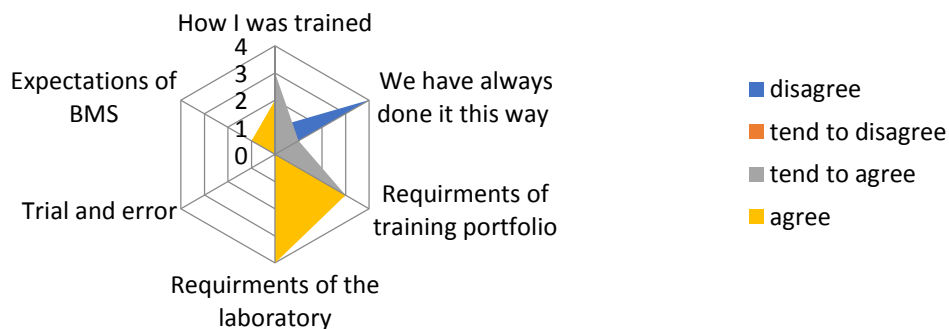 How I was trained
4
3
2
1
0
We have always
done it this way
Requirments of
training portfolio
Requirments of the
laboratory
Trial and error
Expectations of
BMS
disagree
tend to disagree
tend to agree
agree